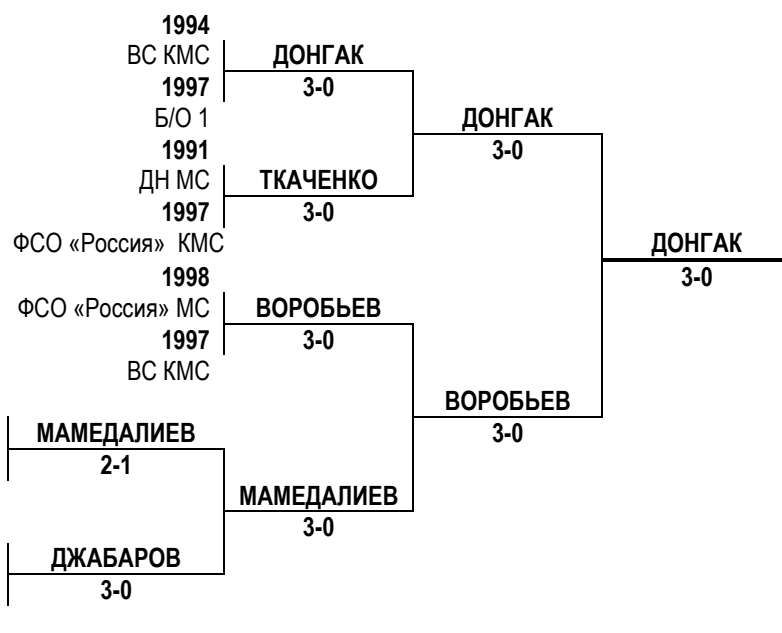 1994
ВС КМС
ДОНГАК
1997
3-0
Б/О 1
ДОНГАК
1991
3-0
ДН МС
ТКАЧЕНКО
1997
3-0
ФСО «Россия» КМС
ДОНГАК
1998
3-0
ФСО «Россия» МС
ВОРОБЬЕВ
1997
3-0
ВС КМС
ВОРОБЬЕВ
МАМЕДАЛИЕВ
3-0
2-1
МАМЕДАЛИЕВ
3-0
ДЖАБАРОВ
3-0